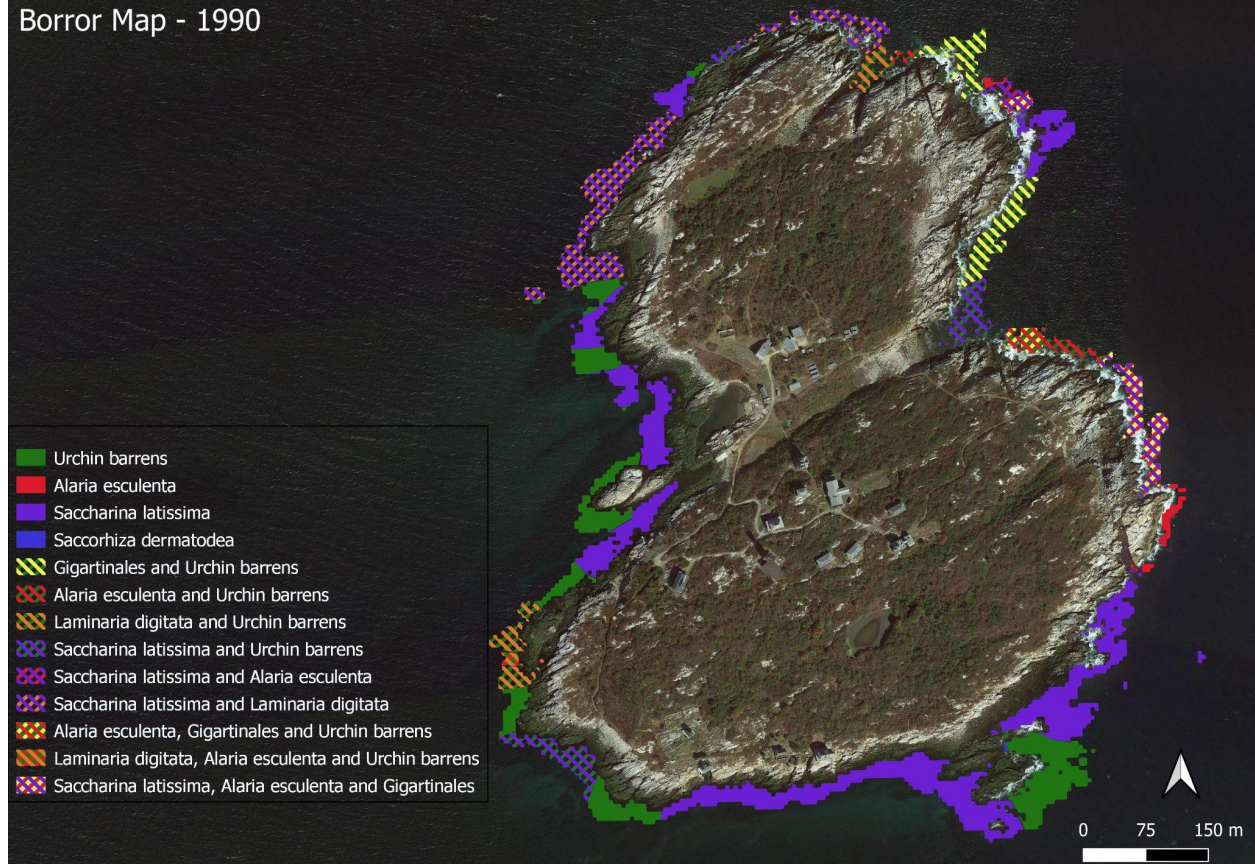 Borror Map - 1990
Urchin barrens
Alaria esculenta
Saccharina latissima
Saccorhiza dermatodea
Gigartinales and Urchin barrens
Alaria esculenta and Urchin barrens
Laminaria digitata and Urchin barrens
Saccharina latissima and Urchin barrens
Saccharina latissima and Alaria esculenta
Saccharina latissima and Laminaria digitata
Alaria esculenta, Gigartinales and Urchin barrens
Laminaria digitata, Alaria esculenta and Urchin barrens
Saccharina latissima, Alaria esculenta and Gigartinales
0 75 150 m